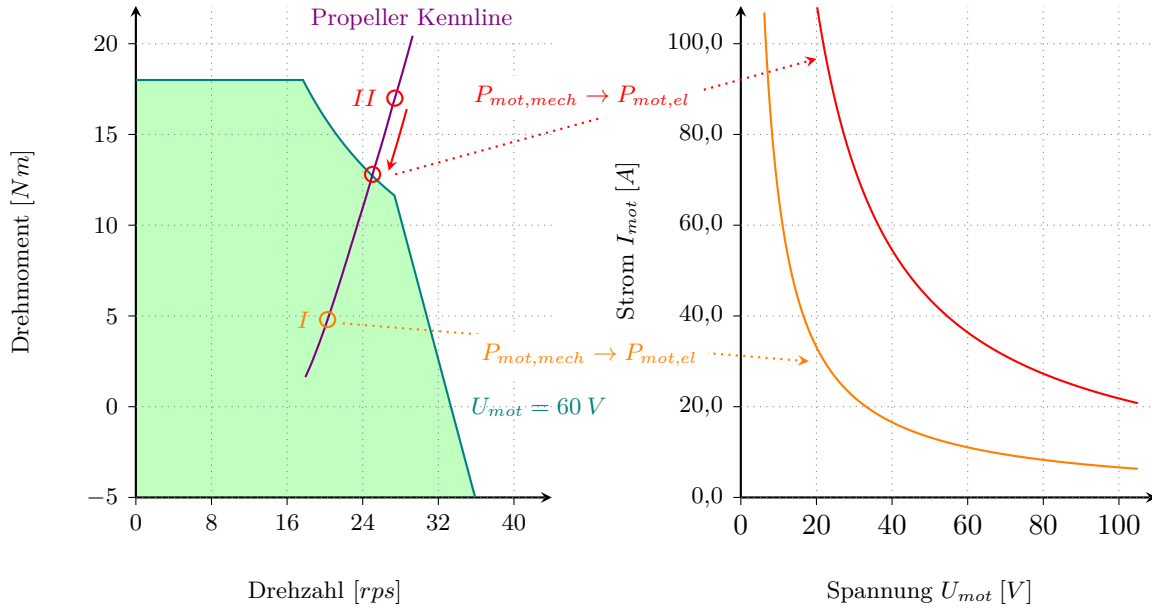 Propeller Kennline
20
15
10
5
0
−5
Drehmoment [Nm]
II
I
U_{mot} = 60 V
0
8
16
24
32
40
Drehzahl [rps]
P_{mot,mech} → P_{mot,el}
P_{mot,mech} → P_{mot,el}
100,0
80,0
60,0
40,0
20,0
0,0
Strom I_{mot} [A]
0
20
40
60
80
100
Spannung U_{mot} [V]